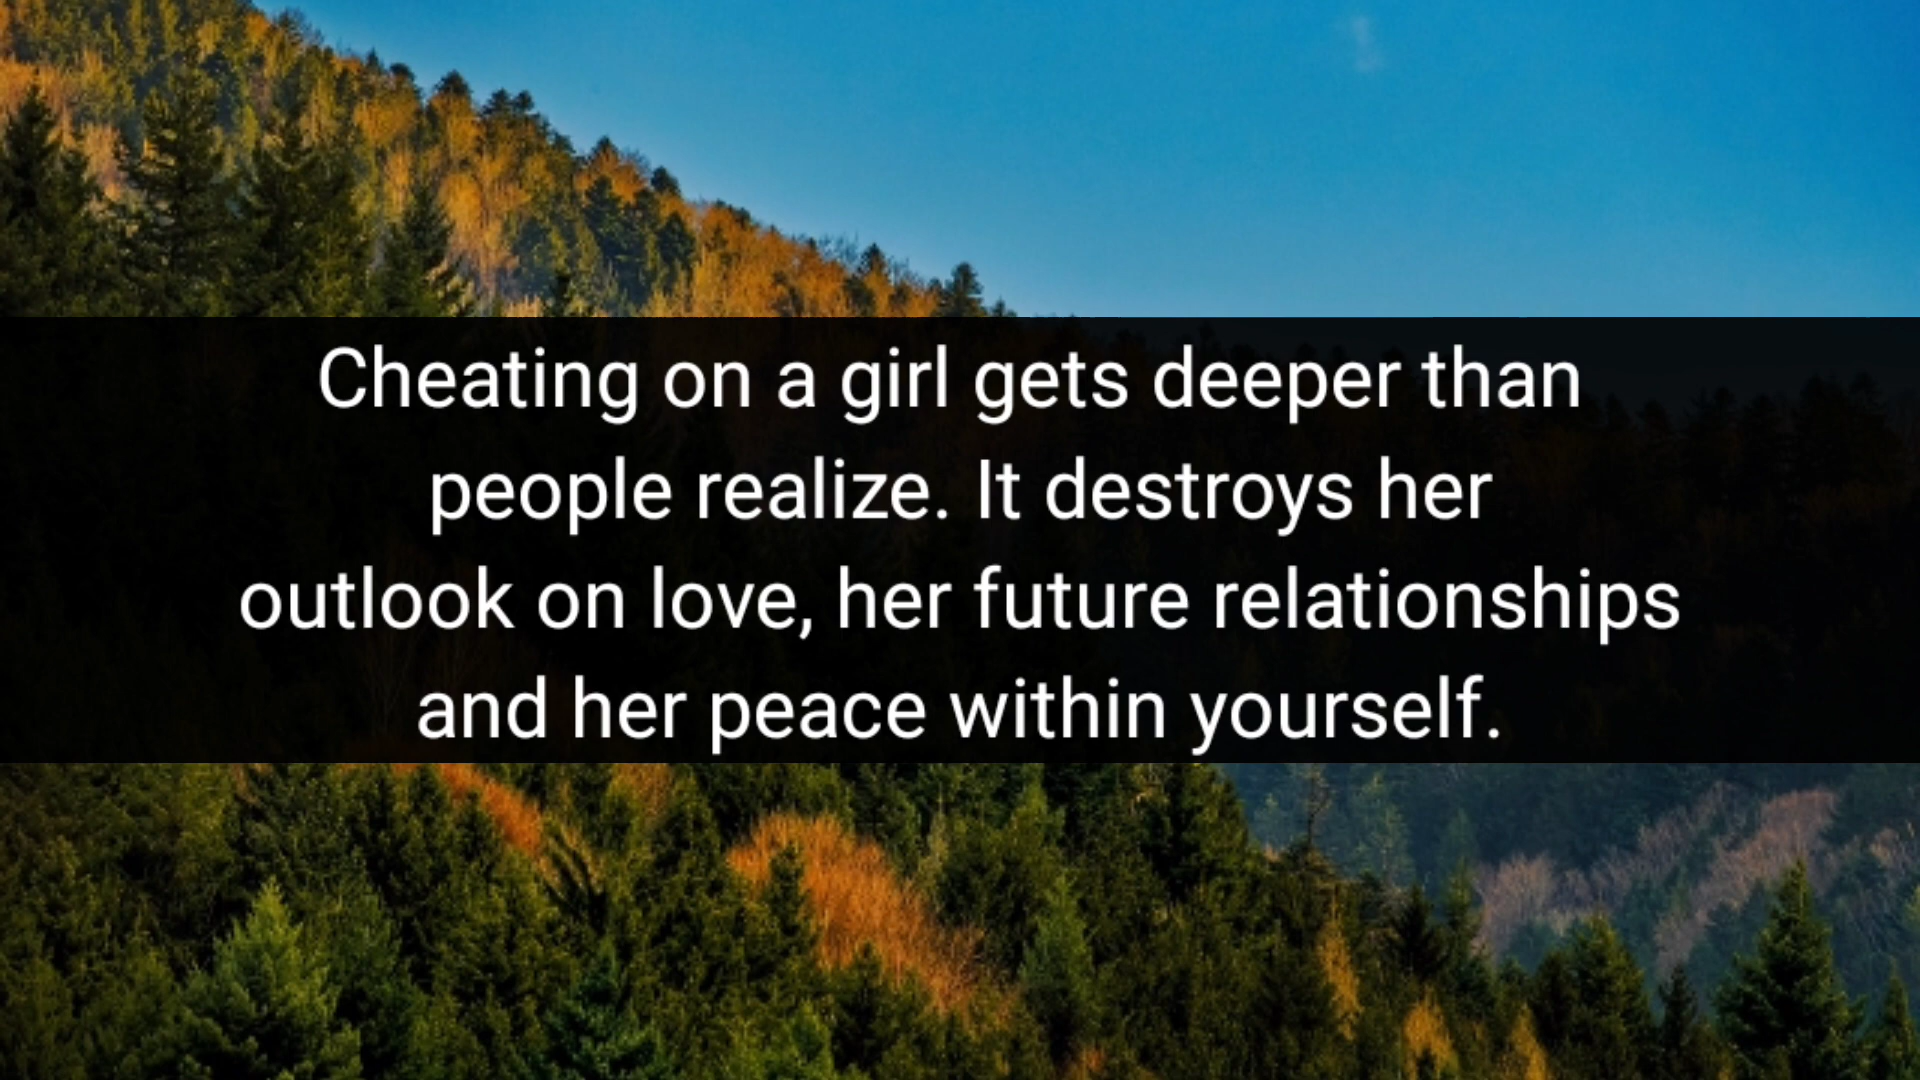 Cheating on a girl gets deeper than
people realize. It destroys her
outlook on love, her future relationships
and her peace within yourself.